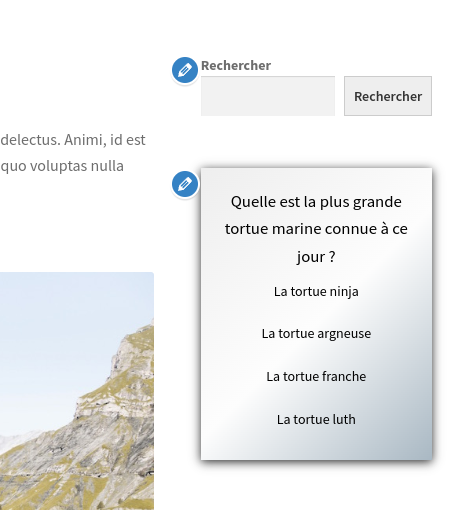 Rechercher
Rechercher
delectus. Animi, id est
quo voluptas nulla
Quelle est la plus grande
tortue marine connue à ce
jour ?
La tortue ninja
La tortue argneuse
La tortue franche
La tortue luth